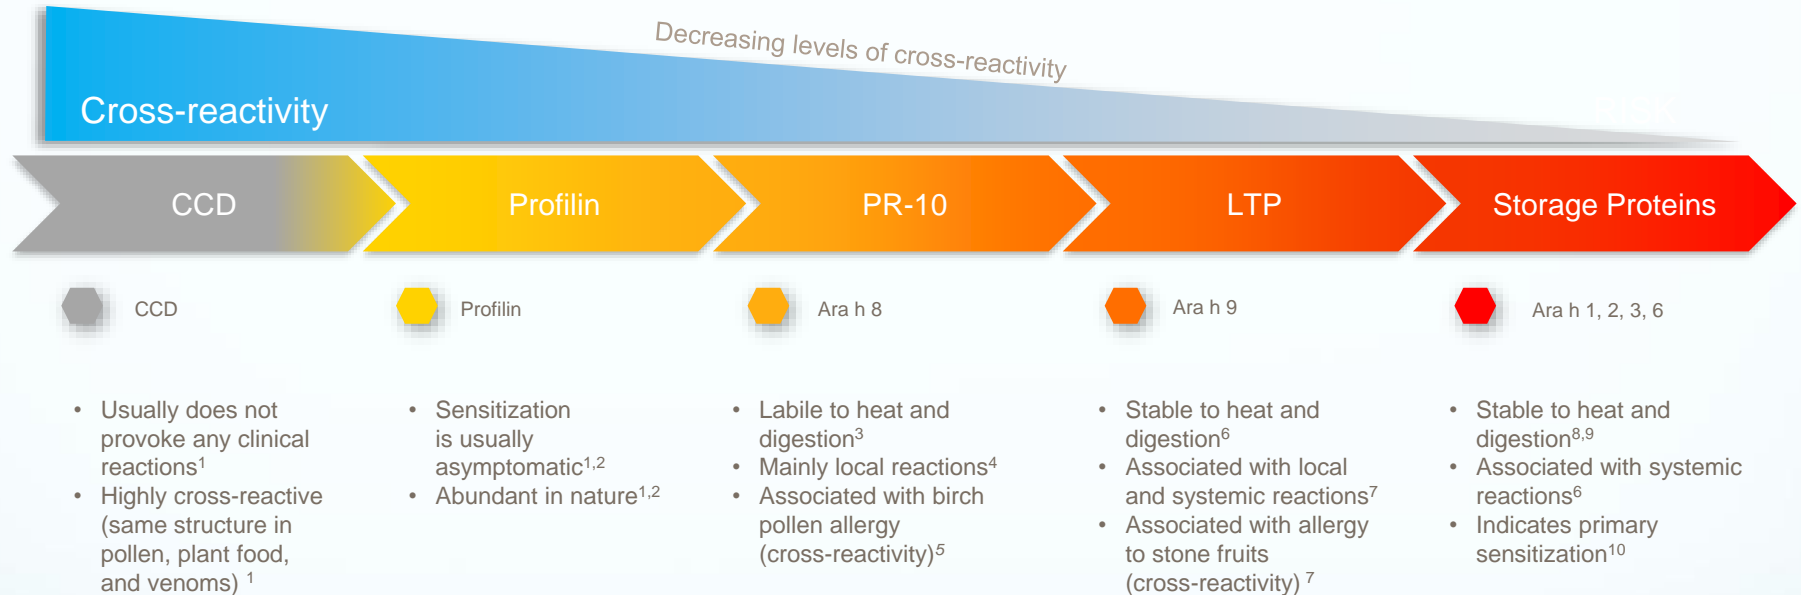 Decreasing levels of cross-reactivity
Cross-reactivity
RISK
CCD
Profilin
PR-10
LTP
Storage Proteins
CCD
Profilin
Ara h 8
Ara h 9
Ara h 1, 2, 3, 6
• Usually does not
provoke any clinical
reactions¹
• Highly cross-reactive
(same structure in
pollen, plant food,
and venoms) ¹
• Sensitization
is usually
asymptomatic¹,²
• Abundant in nature¹,²
• Labile to heat and
digestion³
• Mainly local reactions⁴
• Associated with birch
pollen allergy
(cross-reactivity)⁵
• Stable to heat and
digestion⁶
• Associated with local
and systemic reactions⁷
• Associated with allergy
to stone fruits
(cross-reactivity) ⁷
• Stable to heat and
digestion⁸,⁹
• Associated with systemic
reactions⁶
• Indicates primary
sensitization¹⁰